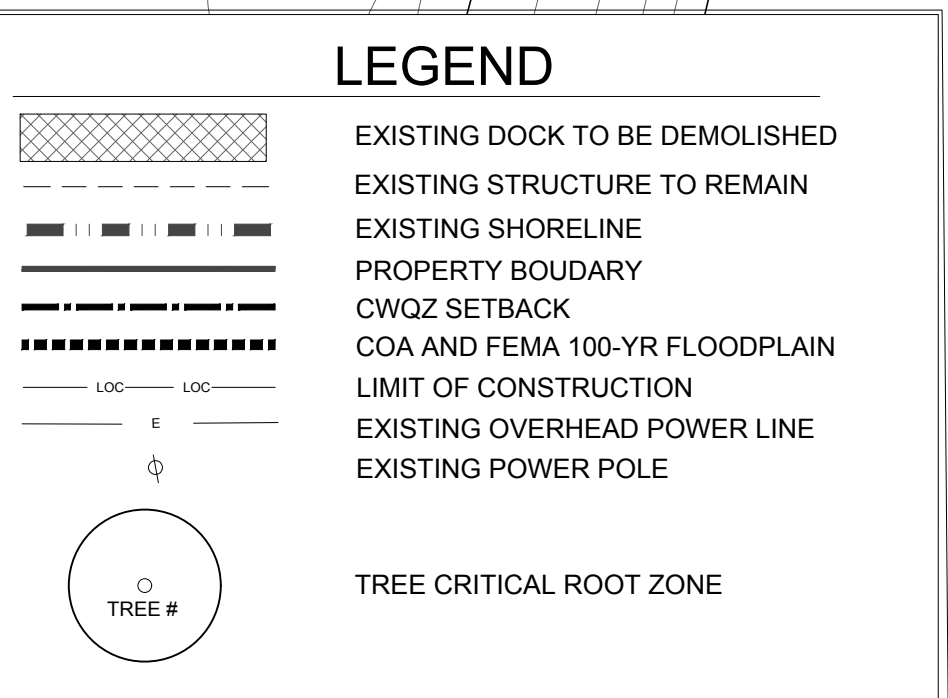 LEGEND
EXISTING DOCK TO BE DEMOLISHED
EXISTING STRUCTURE TO REMAIN
EXISTING SHORELINE
PROPERTY BOUDARY
CWQZ SETBACK
COA AND FEMA 100-YR FLOODPLAIN
LOC LOC LIMIT OF CONSTRUCTION
E EXISTING OVERHEAD POWER LINE
EXISTING POWER POLE
TREE CRITICAL ROOT ZONE
TREE #